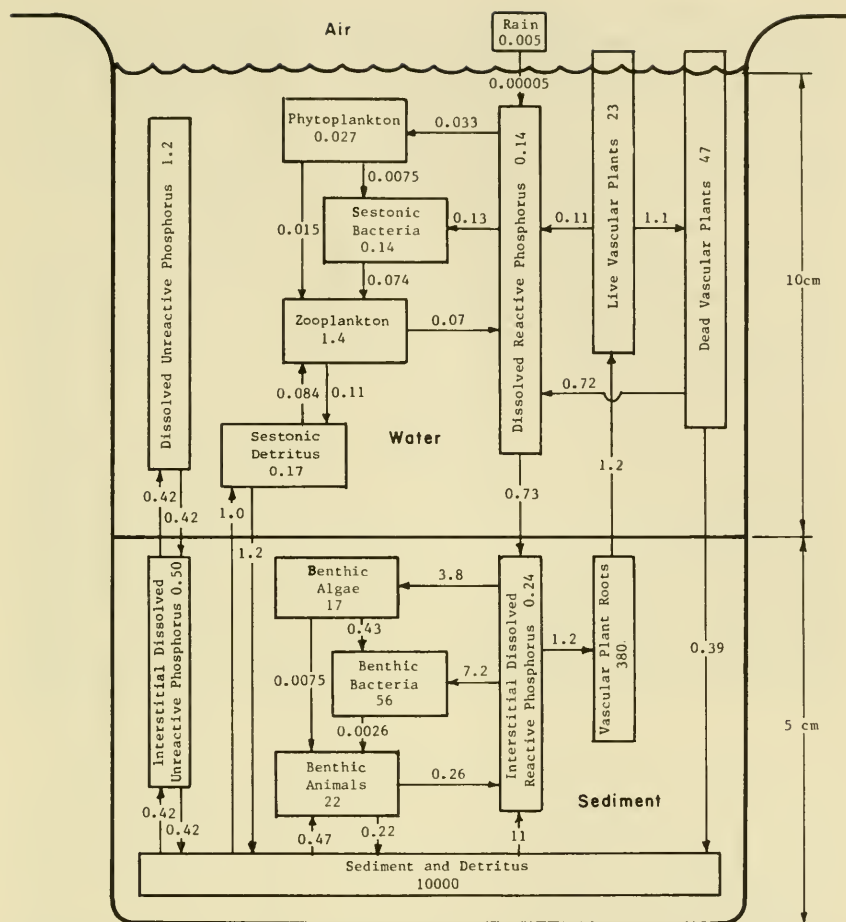 Air
Rain
0.005
0.00005
Phytoplankton
0.027
0.033
0.0075
0.015
Sestonic
Bacteria
0.14
0.13
0.074
Zooplankton
1.4
0.07
0.084
0.11
Sestonic
Detritus
0.17
Dissolved Unreactive Phosphorus 1.2
Dissolved Reactive Phosphorus 0.14
Live Vascular Plants 23
Dead Vascular Plants 47
0.11
1.1
0.72
10cm
Water
0.42
0.42
1.0
1.2
0.73
1.2
0.39
Interstitial Dissolved
Unreactive Phosphorus 0.50
Benthic
Algae
17
3.8
0.43
0.0075
Benthic
Bacteria
56
7.2
0.0026
Benthic
Animals
22
0.26
Interstitial Dissolved
Reactive Phosphorus 0.24
1.2
Vascular Plant Roots
380.
5 cm
Sediment
0.42
0.42
0.47
0.22
11
Sediment and Detritus
10000